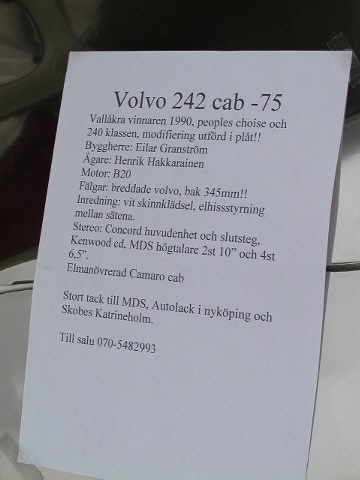 Volvo 242 cab -75
Vallåkra vinnaren 1990, peoples choise och
240 klassen, modifiering utförd i plåt!!
Byggherre: Eilar Granström
Ägare: Henrik Hakkarainen
Motor: B20
Fälgar: breddade volvo, bak 345mm!!
Inredning: vit skinnklädsel, elhissstyrning
mellan sätena.
Stereo: Concord huvudenhet och slutsteg,
Kenwood cd, MDS högtalare 2st 10” och 4st
6,5”.
Elmanövrerad Camaro cab
Stort tack till MDS, Autolack i nyköping och
Skobes Katrineholm.
Till salu 070-5482993